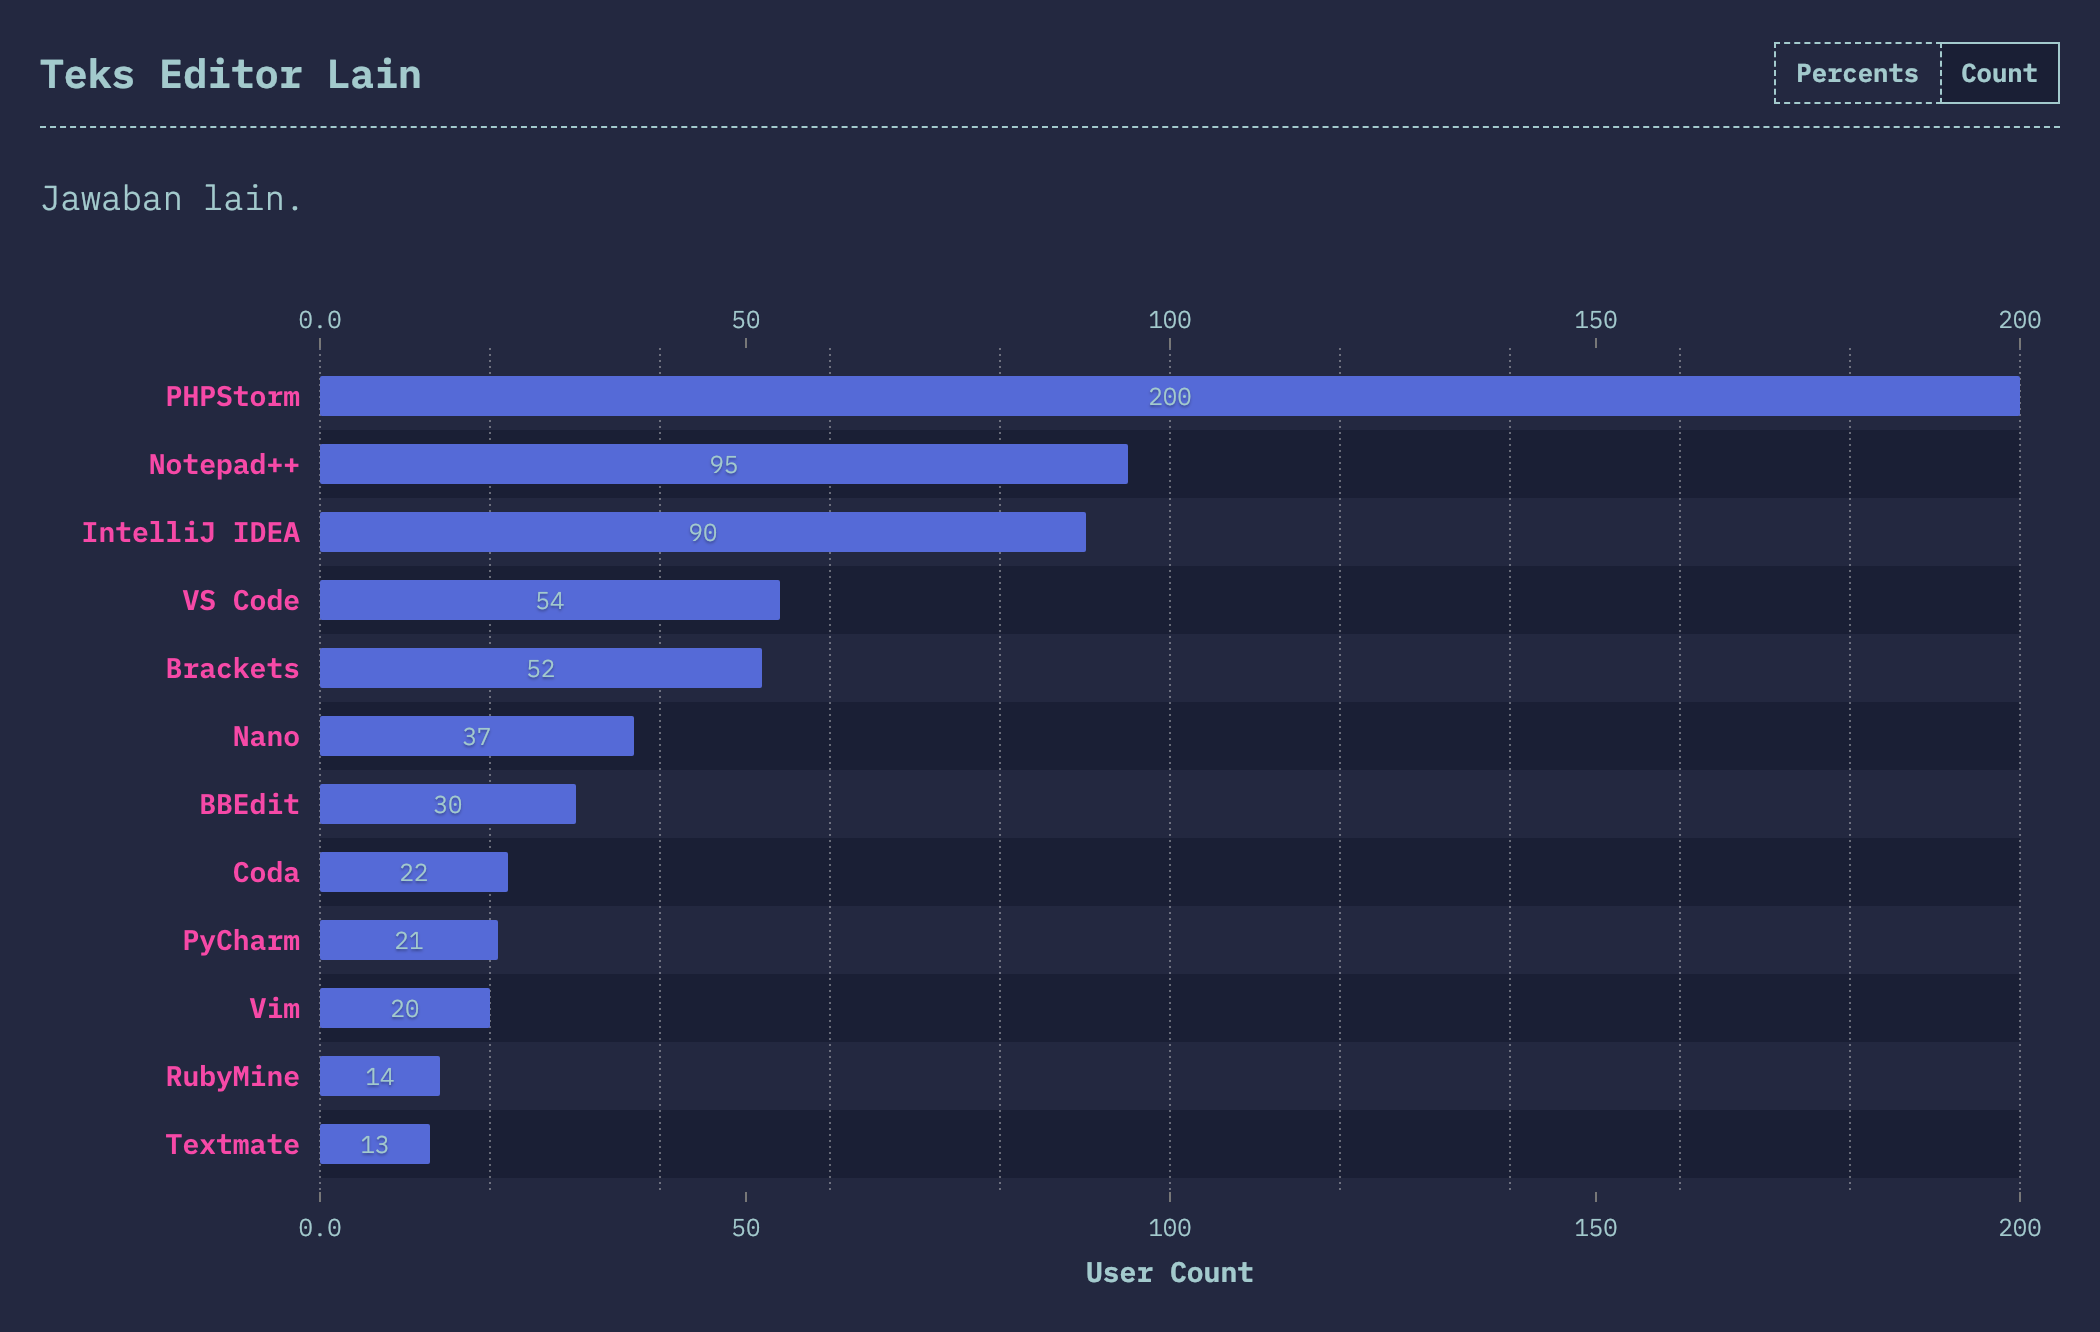 Teks Editor Lain
Percents Count
Jawaban lain.
0.0 50 100 150 200
PHPStorm 200
Notepad++ 95
IntelliJ IDEA 90
VS Code 54
Brackets 52
Nano 37
BBEdit 30
Coda 22
PyCharm 21
Vim 20
RubyMine 14
Textmate 13
0.0 50 100 150 200
User Count